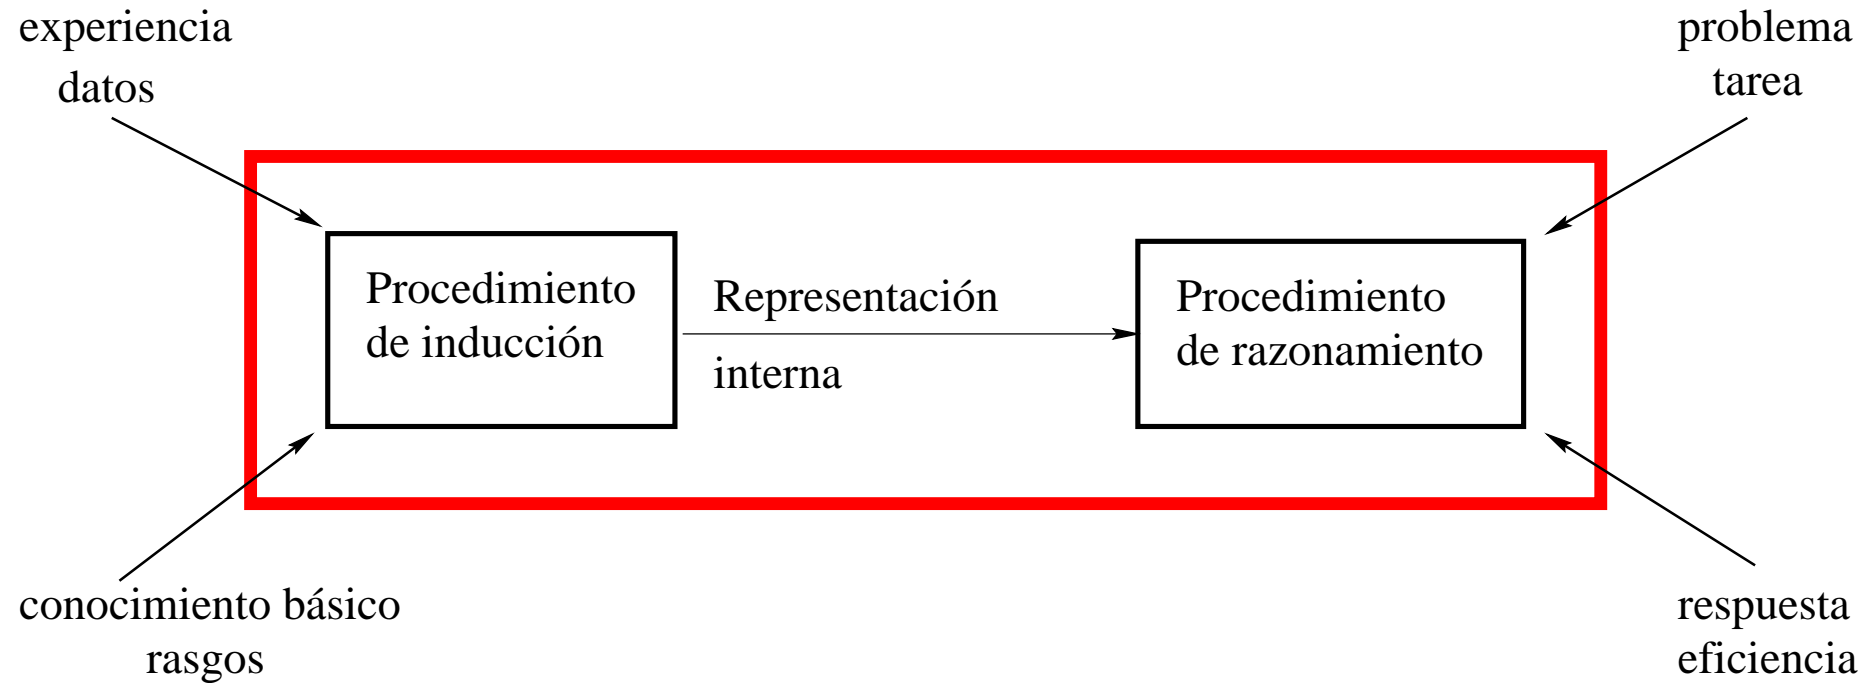 experiencia
datos
problema
tarea
Procedimiento
de inducción
Representación
interna
Procedimiento
de razonamiento
conocimiento básico
rasgos
respuesta
eficiencia